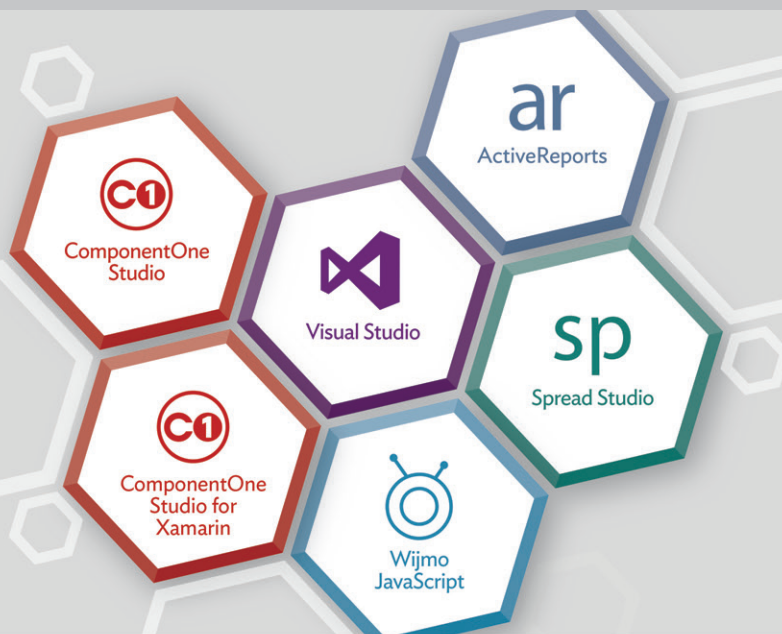 ar
ActiveReports
C1
ComponentOne
Studio
Visual Studio
sp
Spread Studio
C1
ComponentOne
Studio for
Xamarin
Wijmo
JavaScript